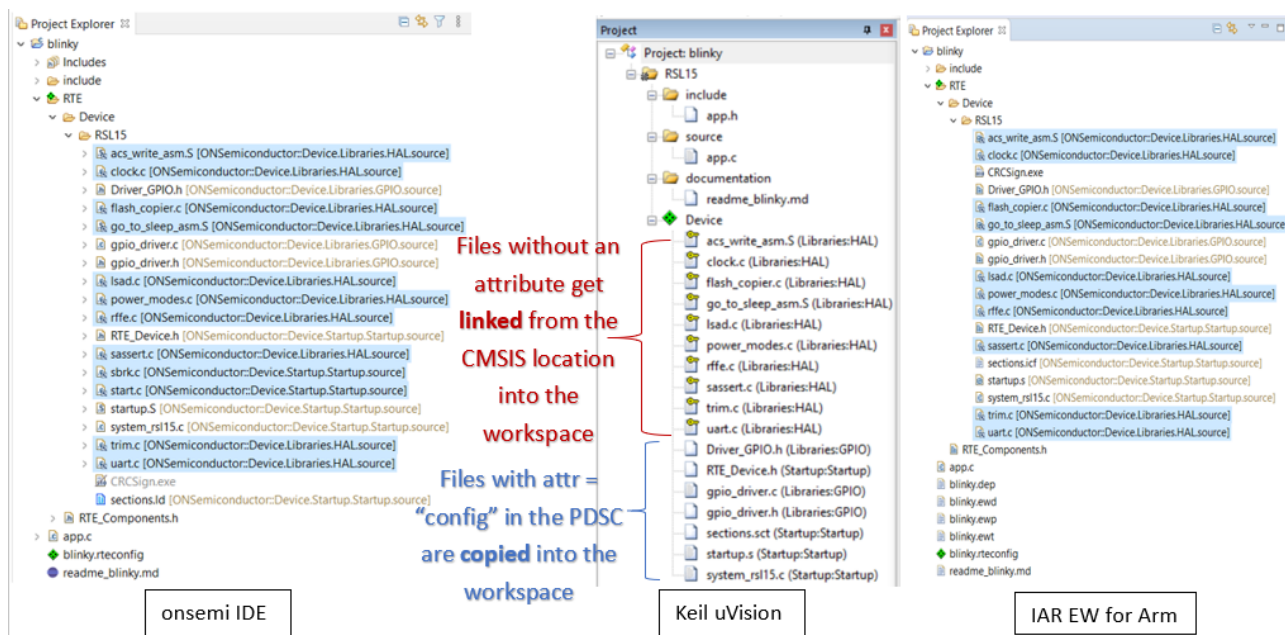 Project Explorer
blinky
Includes
include
RTE
Device
RSL15
acs_write_asm.S [ONSemiconductor::Device.Libraries.HAL.source]
clock.c [ONSemiconductor::Device.Libraries.HAL.source]
Driver_GPIO.h [ONSemiconductor::Device.Libraries.GPIO.source]
flash_copier.c [ONSemiconductor::Device.Libraries.HAL.source]
go_to_sleep_asm.S [ONSemiconductor::Device.Libraries.HAL.source]
gpio_driver.c [ONSemiconductor::Device.Libraries.GPIO.source]
gpio_driver.h [ONSemiconductor::Device.Libraries.GPIO.source]
lsad.c [ONSemiconductor::Device.Libraries.HAL.source]
power_modes.c [ONSemiconductor::Device.Libraries.HAL.source]
rffe.c [ONSemiconductor::Device.Libraries.HAL.source]
RTE_Device.h [ONSemiconductor::Device.Startup.Startup.source]
sassert.c [ONSemiconductor::Device.Libraries.HAL.source]
sbrk.c [ONSemiconductor::Device.Startup.Startup.source]
start.c [ONSemiconductor::Device.Startup.Startup.source]
startup.S [ONSemiconductor::Device.Startup.Startup.source]
system_rsl15.c [ONSemiconductor::Device.Startup.Startup.source]
trim.c [ONSemiconductor::Device.Libraries.HAL.source]
uart.c [ONSemiconductor::Device.Libraries.HAL.source]
CRCSign.exe
sections.ld [ONSemiconductor::Device.Startup.Startup.source]
RTE_Components.h
app.c
blinky.rteconfig
readme_blinky.md
onsemi IDE
Files without an
attribute get
linked from the
CMSIS location
into the
workspace
Files with attr =
“config” in the PDSC
are copied into the
workspace
Project
Project: blinky
RSL15
include
app.h
source
app.c
documentation
readme_blinky.md
Device
acs_write_asm.S (Libraries:HAL)
clock.c (Libraries:HAL)
flash_copier.c (Libraries:HAL)
go_to_sleep_asm.S (Libraries:HAL)
lsad.c (Libraries:HAL)
power_modes.c (Libraries:HAL)
rffe.c (Libraries:HAL)
sassert.c (Libraries:HAL)
trim.c (Libraries:HAL)
uart.c (Libraries:HAL)
Driver_GPIO.h (Libraries:GPIO)
RTE_Device.h (Startup:Startup)
gpio_driver.c (Libraries:GPIO)
gpio_driver.h (Libraries:GPIO)
sections.sct (Startup:Startup)
startup.s (Startup:Startup)
system_rsl15.c (Startup:Startup)
Keil uVision
Project Explorer
blinky
include
RTE
Device
RSL15
acs_write_asm.S [ONSemiconductor::Device.Libraries.HAL.source]
clock.c [ONSemiconductor::Device.Libraries.HAL.source]
CRCSign.exe
Driver_GPIO.h [ONSemiconductor::Device.Libraries.GPIO.source]
flash_copier.c [ONSemiconductor::Device.Libraries.HAL.source]
go_to_sleep_asm.S [ONSemiconductor::Device.Libraries.HAL.source]
gpio_driver.c [ONSemiconductor::Device.Libraries.GPIO.source]
gpio_driver.h [ONSemiconductor::Device.Libraries.GPIO.source]
lsad.c [ONSemiconductor::Device.Libraries.HAL.source]
power_modes.c [ONSemiconductor::Device.Libraries.HAL.source]
rffe.c [ONSemiconductor::Device.Libraries.HAL.source]
RTE_Device.h [ONSemiconductor::Device.Startup.Startup.source]
sassert.c [ONSemiconductor::Device.Libraries.HAL.source]
sections.icf [ONSemiconductor::Device.Startup.Startup.source]
startup.s [ONSemiconductor::Device.Startup.Startup.source]
system_rsl15.c [ONSemiconductor::Device.Startup.Startup.source]
trim.c [ONSemiconductor::Device.Libraries.HAL.source]
uart.c [ONSemiconductor::Device.Libraries.HAL.source]
RTE_Components.h
app.c
blinky.dep
blinky.ewd
blinky.ewp
blinky.ewt
blinky.rteconfig
readme_blinky.md
IAR EW for Arm